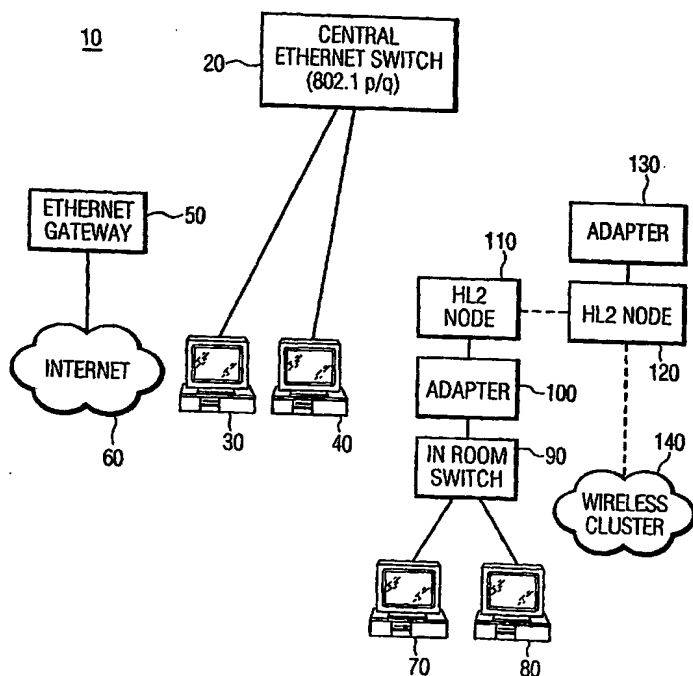 10
20
CENTRAL
ETHERNET SWITCH
(802.1 p/q)
ETHERNET
GATEWAY
50
INTERNET
60
30
40
110
HL2
NODE
130
ADAPTER
HL2 NODE
120
ADAPTER
100
IN ROOM
SWITCH
90
140
WIRELESS
CLUSTER
70
80